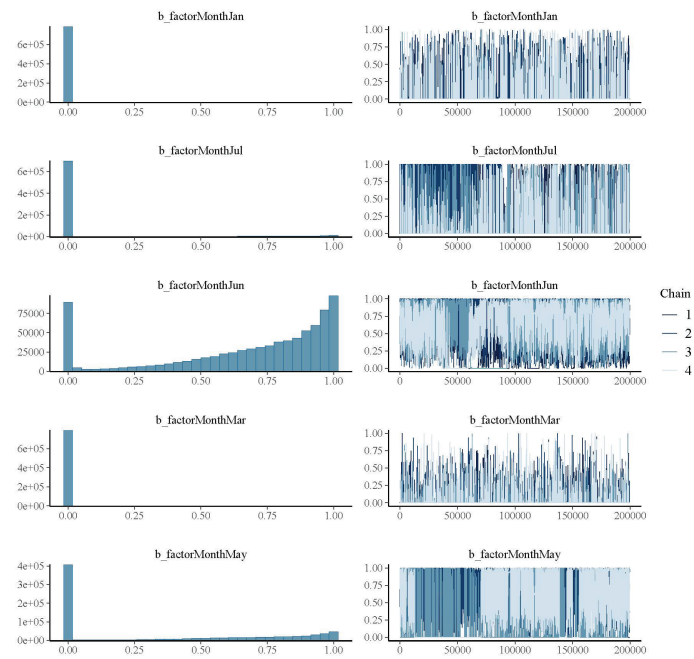 b_factorMonthJan b_factorMonthJan
6e+05 1.00
4e+05 0.75
0.50
2e+05 0.25
0e+00 0.00
0.00 0.25 0.50 0.75 1.00 0 50000 100000 150000 200000
b_factorMonthJul b_factorMonthJul
6e+05 1.00
4e+05 0.75
0.50
2e+05 0.25
0e+00 0.00
0.00 0.25 0.50 0.75 1.00 0 50000 100000 150000 200000
b_factorMonthJun b_factorMonthJun
75000 1.00
50000 0.75
0.50
25000 0.25
0 0.00
0.00 0.25 0.50 0.75 1.00 0 50000 100000 150000 200000
Chain
1
2
3
4
b_factorMonthMar b_factorMonthMar
6e+05 1.00
4e+05 0.75
0.50
2e+05 0.25
0e+00 0.00
0.00 0.25 0.50 0.75 1.00 0 50000 100000 150000 200000
b_factorMonthMay b_factorMonthMay
4e+05 1.00
3e+05 0.75
2e+05 0.50
1e+05 0.25
0e+00 0.00
0.00 0.25 0.50 0.75 1.00 0 50000 100000 150000 200000